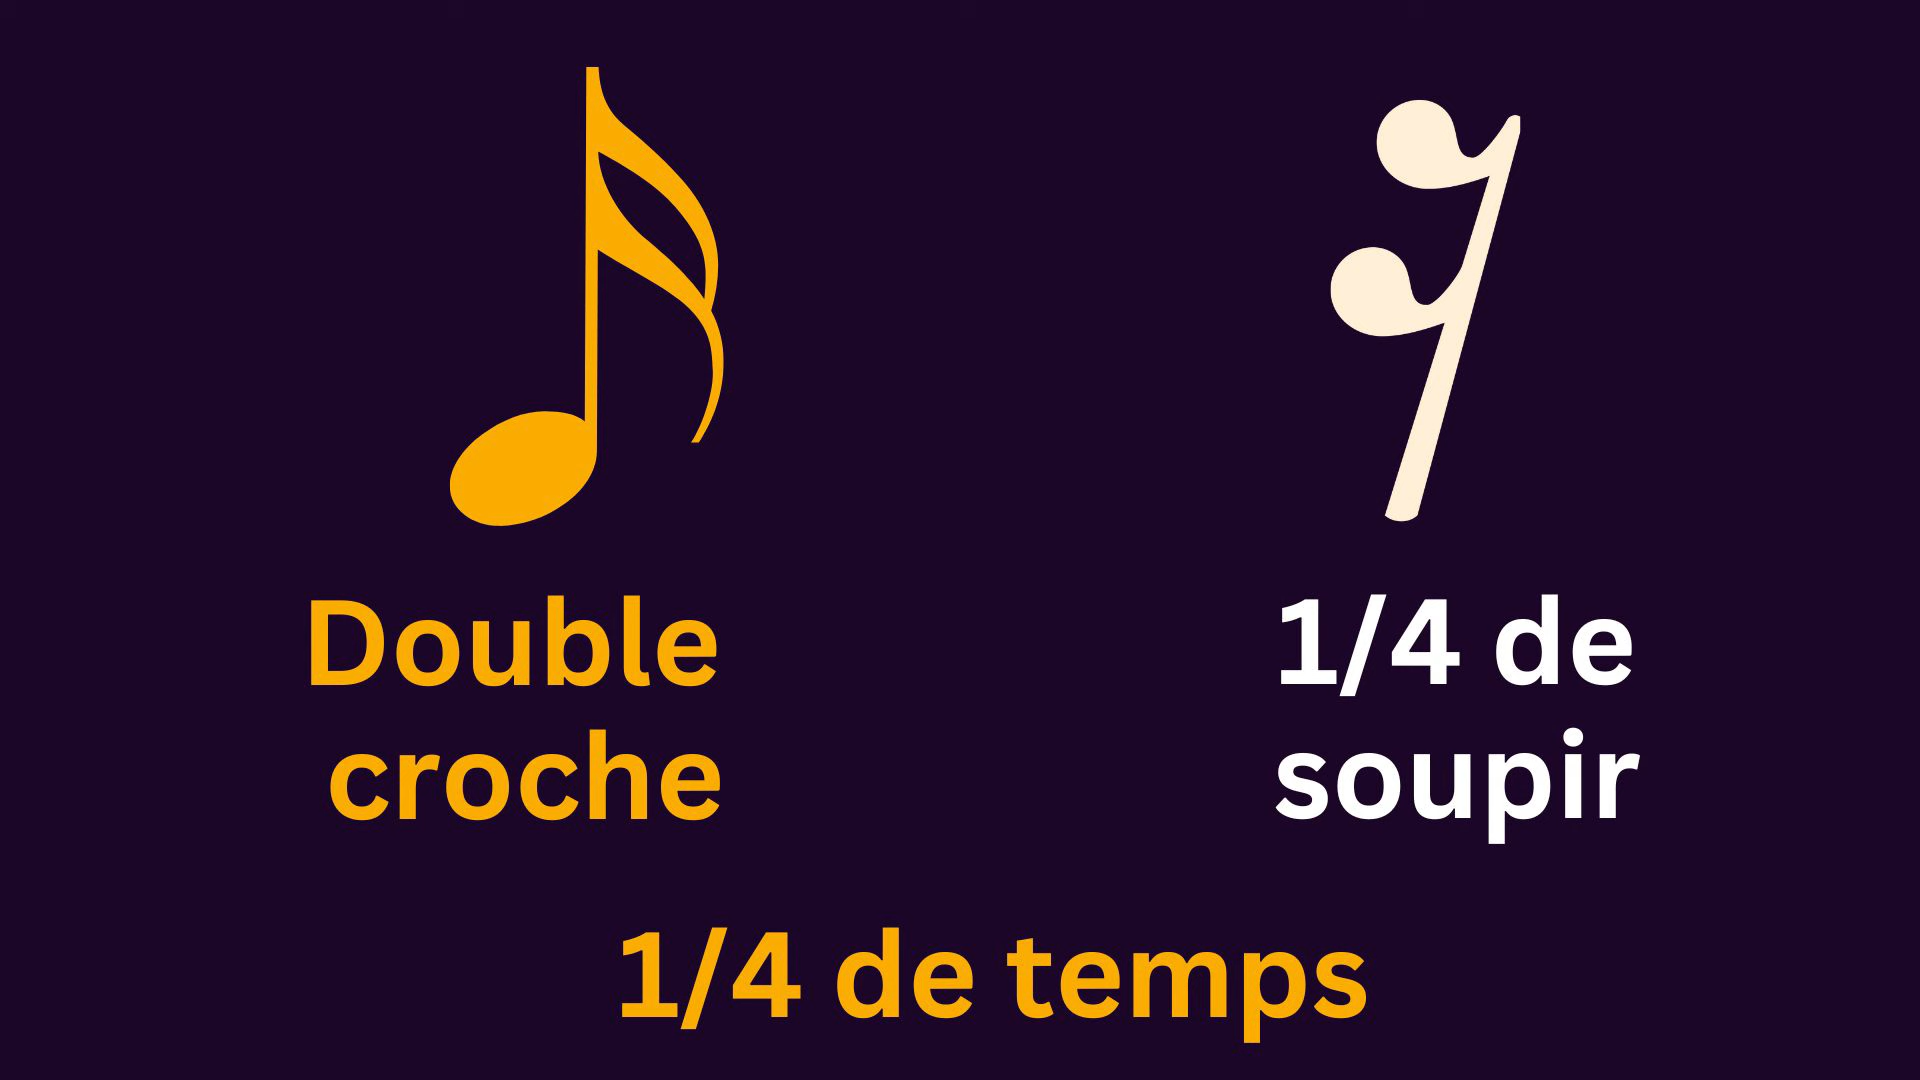 Double
croche
1/4 de
soupir
1/4 de temps